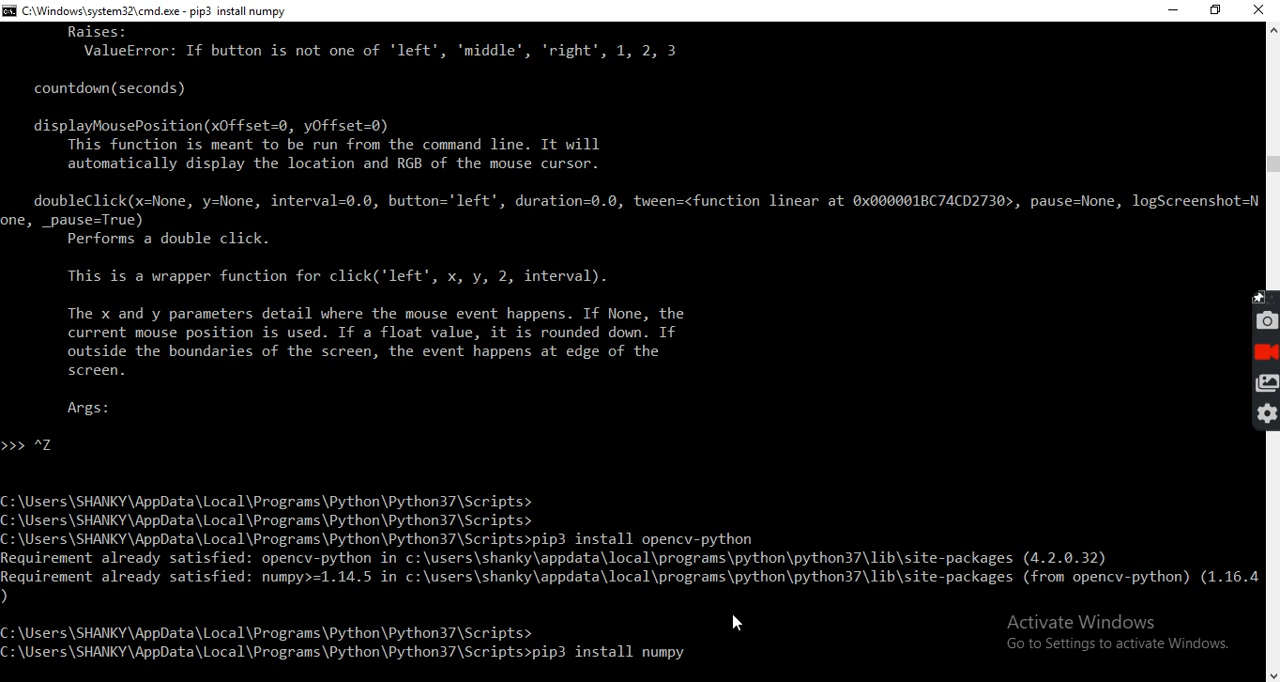 C:\Windows\system32\cmd.exe - pip3 install numpy
Raises:
ValueError: If button is not one of 'left', 'middle', 'right', 1, 2, 3
countdown(seconds)
displayMousePosition(xOffset=0, yOffset=0)
This function is meant to be run from the command line. It will
automatically display the location and RGB of the mouse cursor.
doubleClick(x=None, y=None, interval=0.0, button='left', duration=0.0, tween=<function linear at 0x000001BC74CD2730>, pause=None, logScreenshot=N
one, _pause=True)
Performs a double click.
This is a wrapper function for click('left', x, y, 2, interval).
The x and y parameters detail where the mouse event happens. If None, the
current mouse position is used. If a float value, it is rounded down. If
outside the boundaries of the screen, the event happens at edge of the
screen.
Args:
>>> ^Z
C:\Users\SHANKY\AppData\Local\Programs\Python\Python37\Scripts>
C:\Users\SHANKY\AppData\Local\Programs\Python\Python37\Scripts>
C:\Users\SHANKY\AppData\Local\Programs\Python\Python37\Scripts>pip3 install opencv-python
Requirement already satisfied: opencv-python in c:\users\shanky\appdata\local\programs\python\python37\lib\site-packages (4.2.0.32)
Requirement already satisfied: numpy>=1.14.5 in c:\users\shanky\appdata\local\programs\python\python37\lib\site-packages (from opencv-python) (1.16.4
)
C:\Users\SHANKY\AppData\Local\Programs\Python\Python37\Scripts>
C:\Users\SHANKY\AppData\Local\Programs\Python\Python37\Scripts>pip3 install numpy
Activate Windows
Go to Settings to activate Windows.